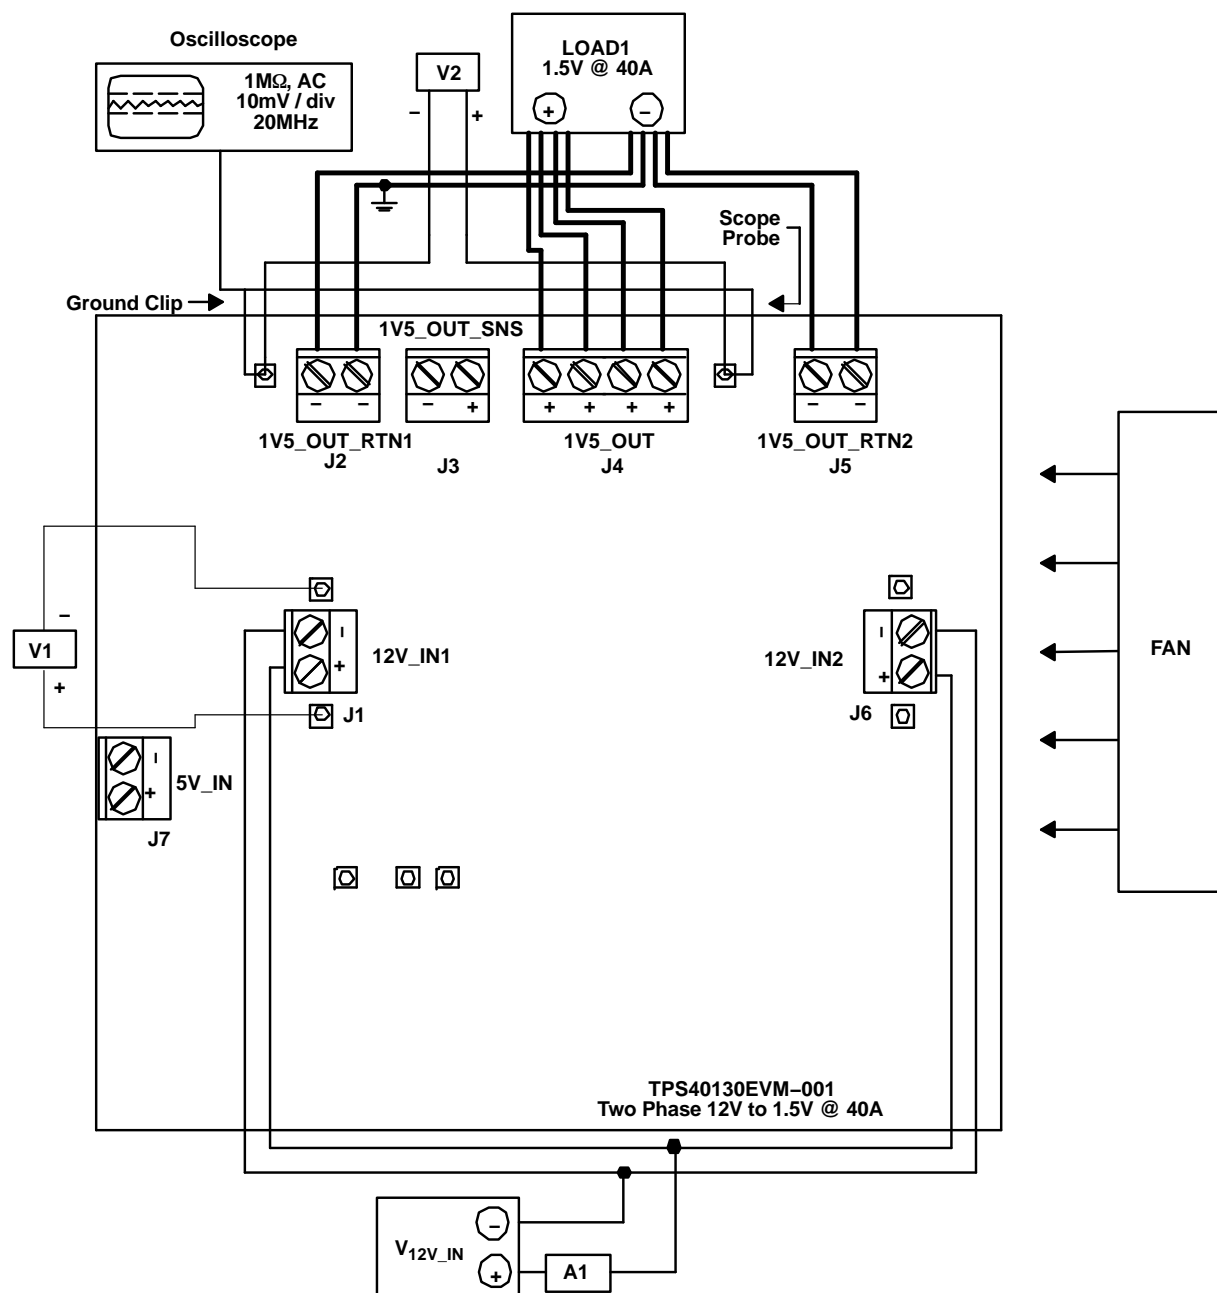 Oscilloscope
1MΩ, AC
10mV / div
20MHz
V2
− +
LOAD1
1.5V @ 40A
+ −
Scope
Probe
Ground Clip
1V5_OUT_SNS
− −
− +
+ + + +
− −
1V5_OUT_RTN1
J2
J3
1V5_OUT
J4
1V5_OUT_RTN2
J5
−
V1
+
−
+
12V_IN1
J1
12V_IN2
−
+
J6
FAN
−
+
5V_IN
J7
TPS40130EVM−001
Two Phase 12V to 1.5V @ 40A
V12V_IN
−
+
A1